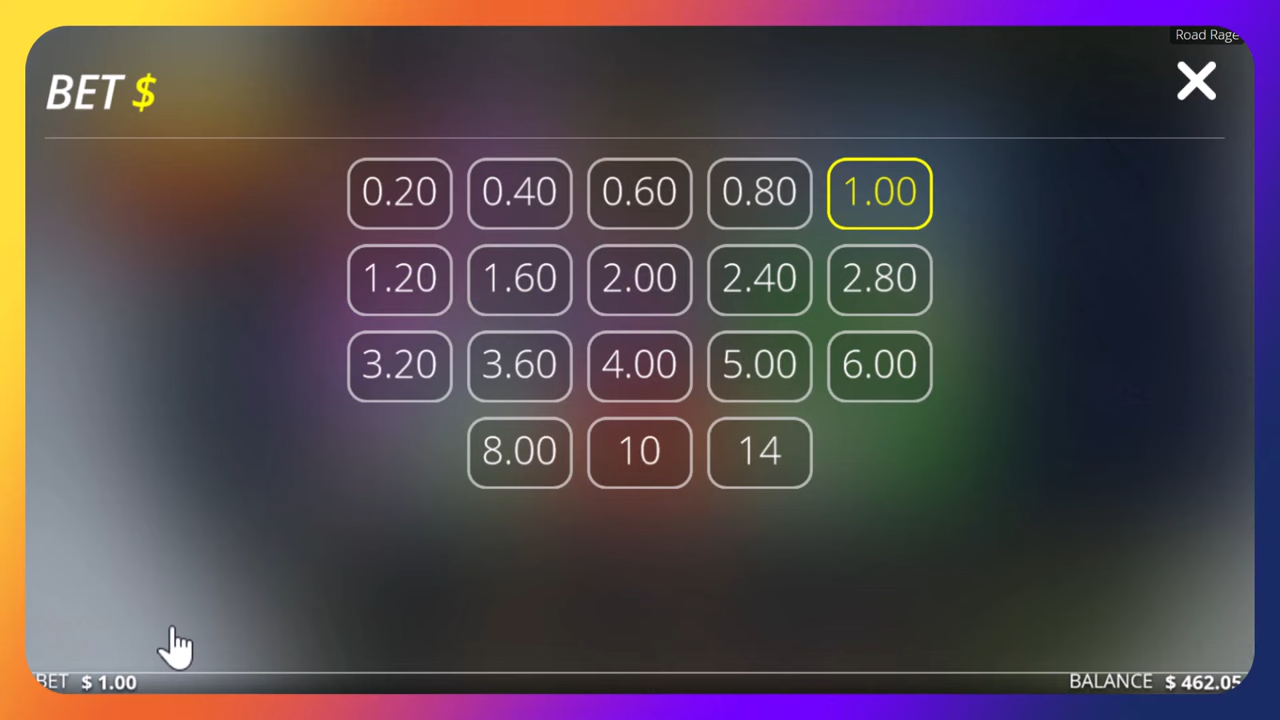 Road Rage
BET $
0.20 0.40 0.60 0.80 1.00
1.20 1.60 2.00 2.40 2.80
3.20 3.60 4.00 5.00 6.00
8.00 10 14
BET $ 1.00 BALANCE $ 462.05